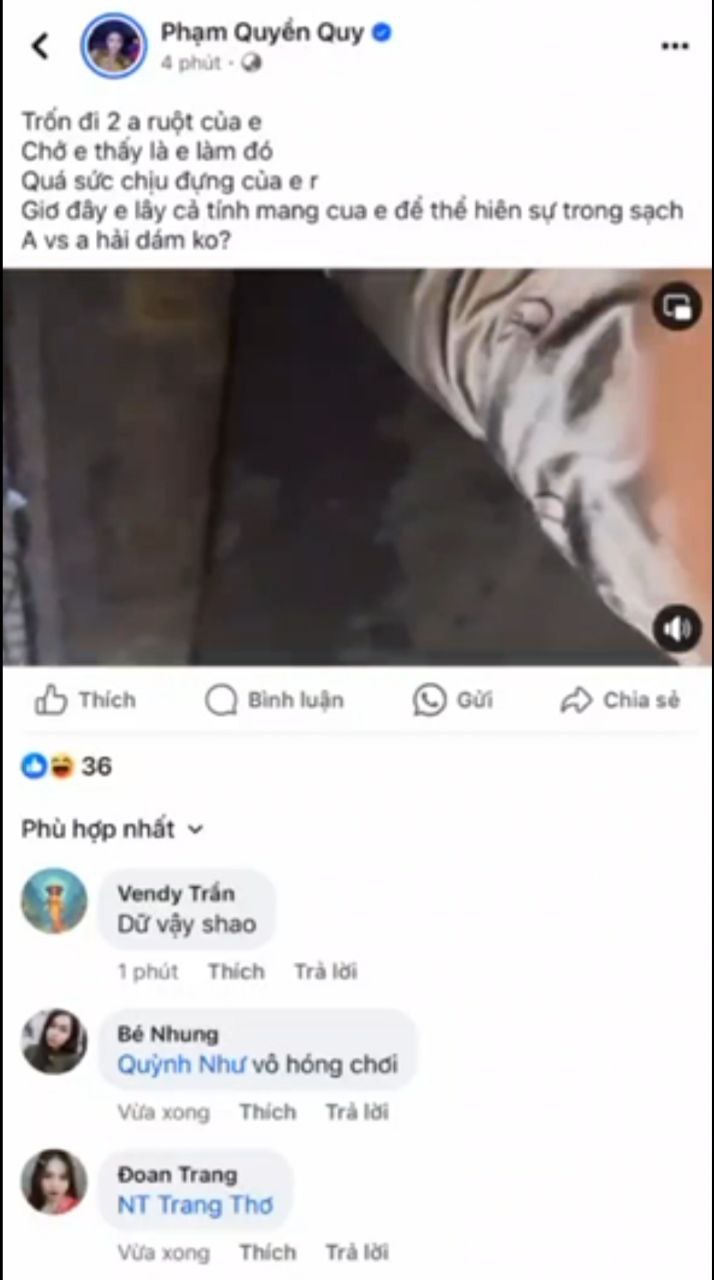 Phạm Quyền Quy
4 phút ·
Trốn đi 2 a ruột của e
Chớ e thấy là e làm đó
Quá sức chịu đựng của e r
Giơ đây e lây cả tính mang cua e để thể hiên sự trong sạch
A vs a hải dám ko?
Thích Bình luận Gửi Chia sẻ
36
Phù hợp nhất
Vendy Trần
Dữ vậy shao
1 phút Thích Trả lời
Bé Nhung
Quỳnh Như vô hóng chơi
Vừa xong Thích Trả lời
Đoan Trang
NT Trang Thơ
Vừa xong Thích Trả lời